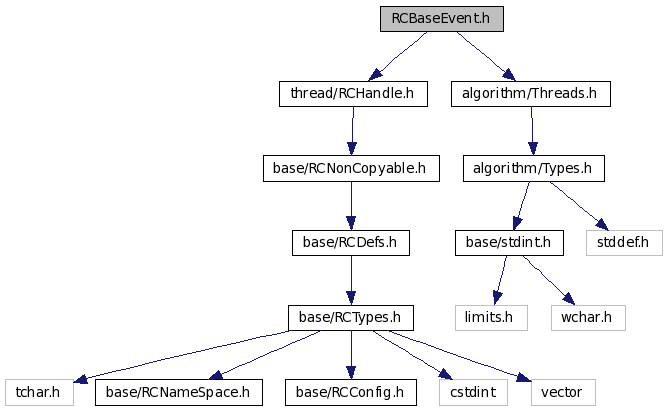 RCBaseEvent.h
thread/RCHandle.h
algorithm/Threads.h
base/RCNonCopyable.h
algorithm/Types.h
base/RCDefs.h
base/stdint.h
stddef.h
base/RCTypes.h
limits.h
wchar.h
tchar.h
base/RCNameSpace.h
base/RCConfig.h
cstdint
vector